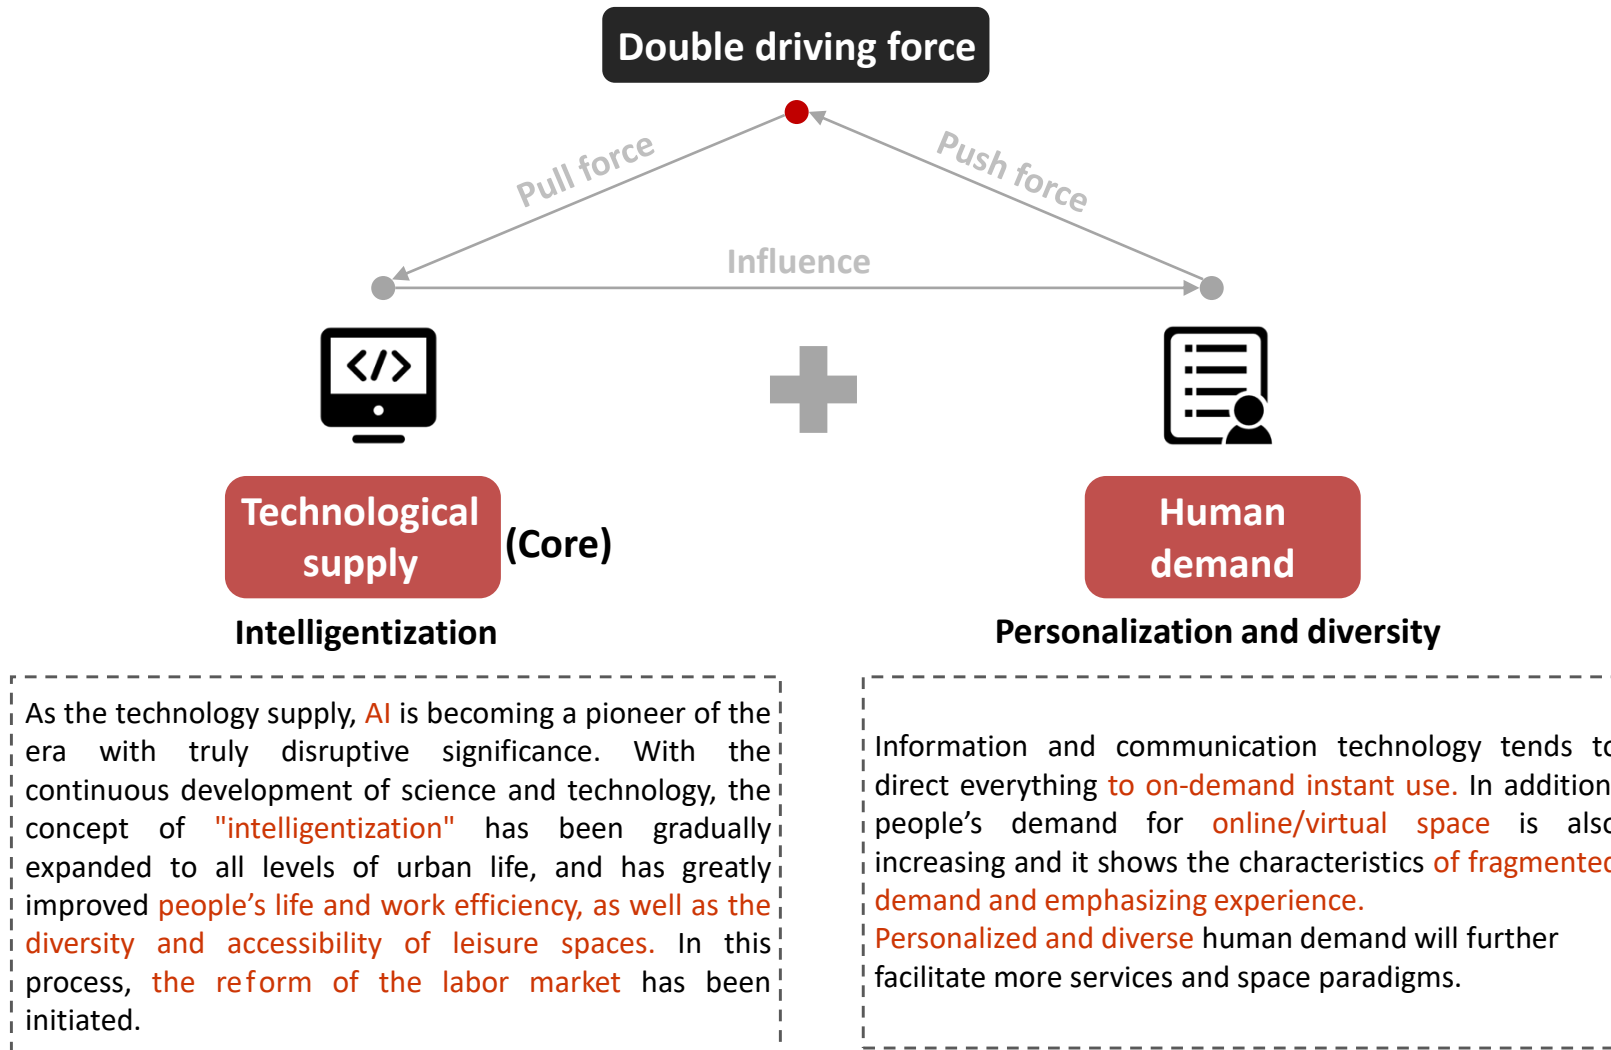 Double driving force
Pull force
Push force
Influence
</>
Technological
supply
(Core)
Human
demand
Intelligentization
Personalization and diversity
As the technology supply, AI is becoming a pioneer of the
era with truly disruptive significance. With the
continuous development of science and technology, the
concept of "intelligentization" has been gradually
expanded to all levels of urban life, and has greatly
improved people's life and work efficiency, as well as the
diversity and accessibility of leisure spaces. In this
process, the reform of the labor market has been
initiated.
Information and communication technology tends to
direct everything to on-demand instant use. In addition
people's demand for online/virtual space is also
increasing and it shows the characteristics of fragmented
demand and emphasizing experience.
Personalized and diverse human demand will further
facilitate more services and space paradigms.